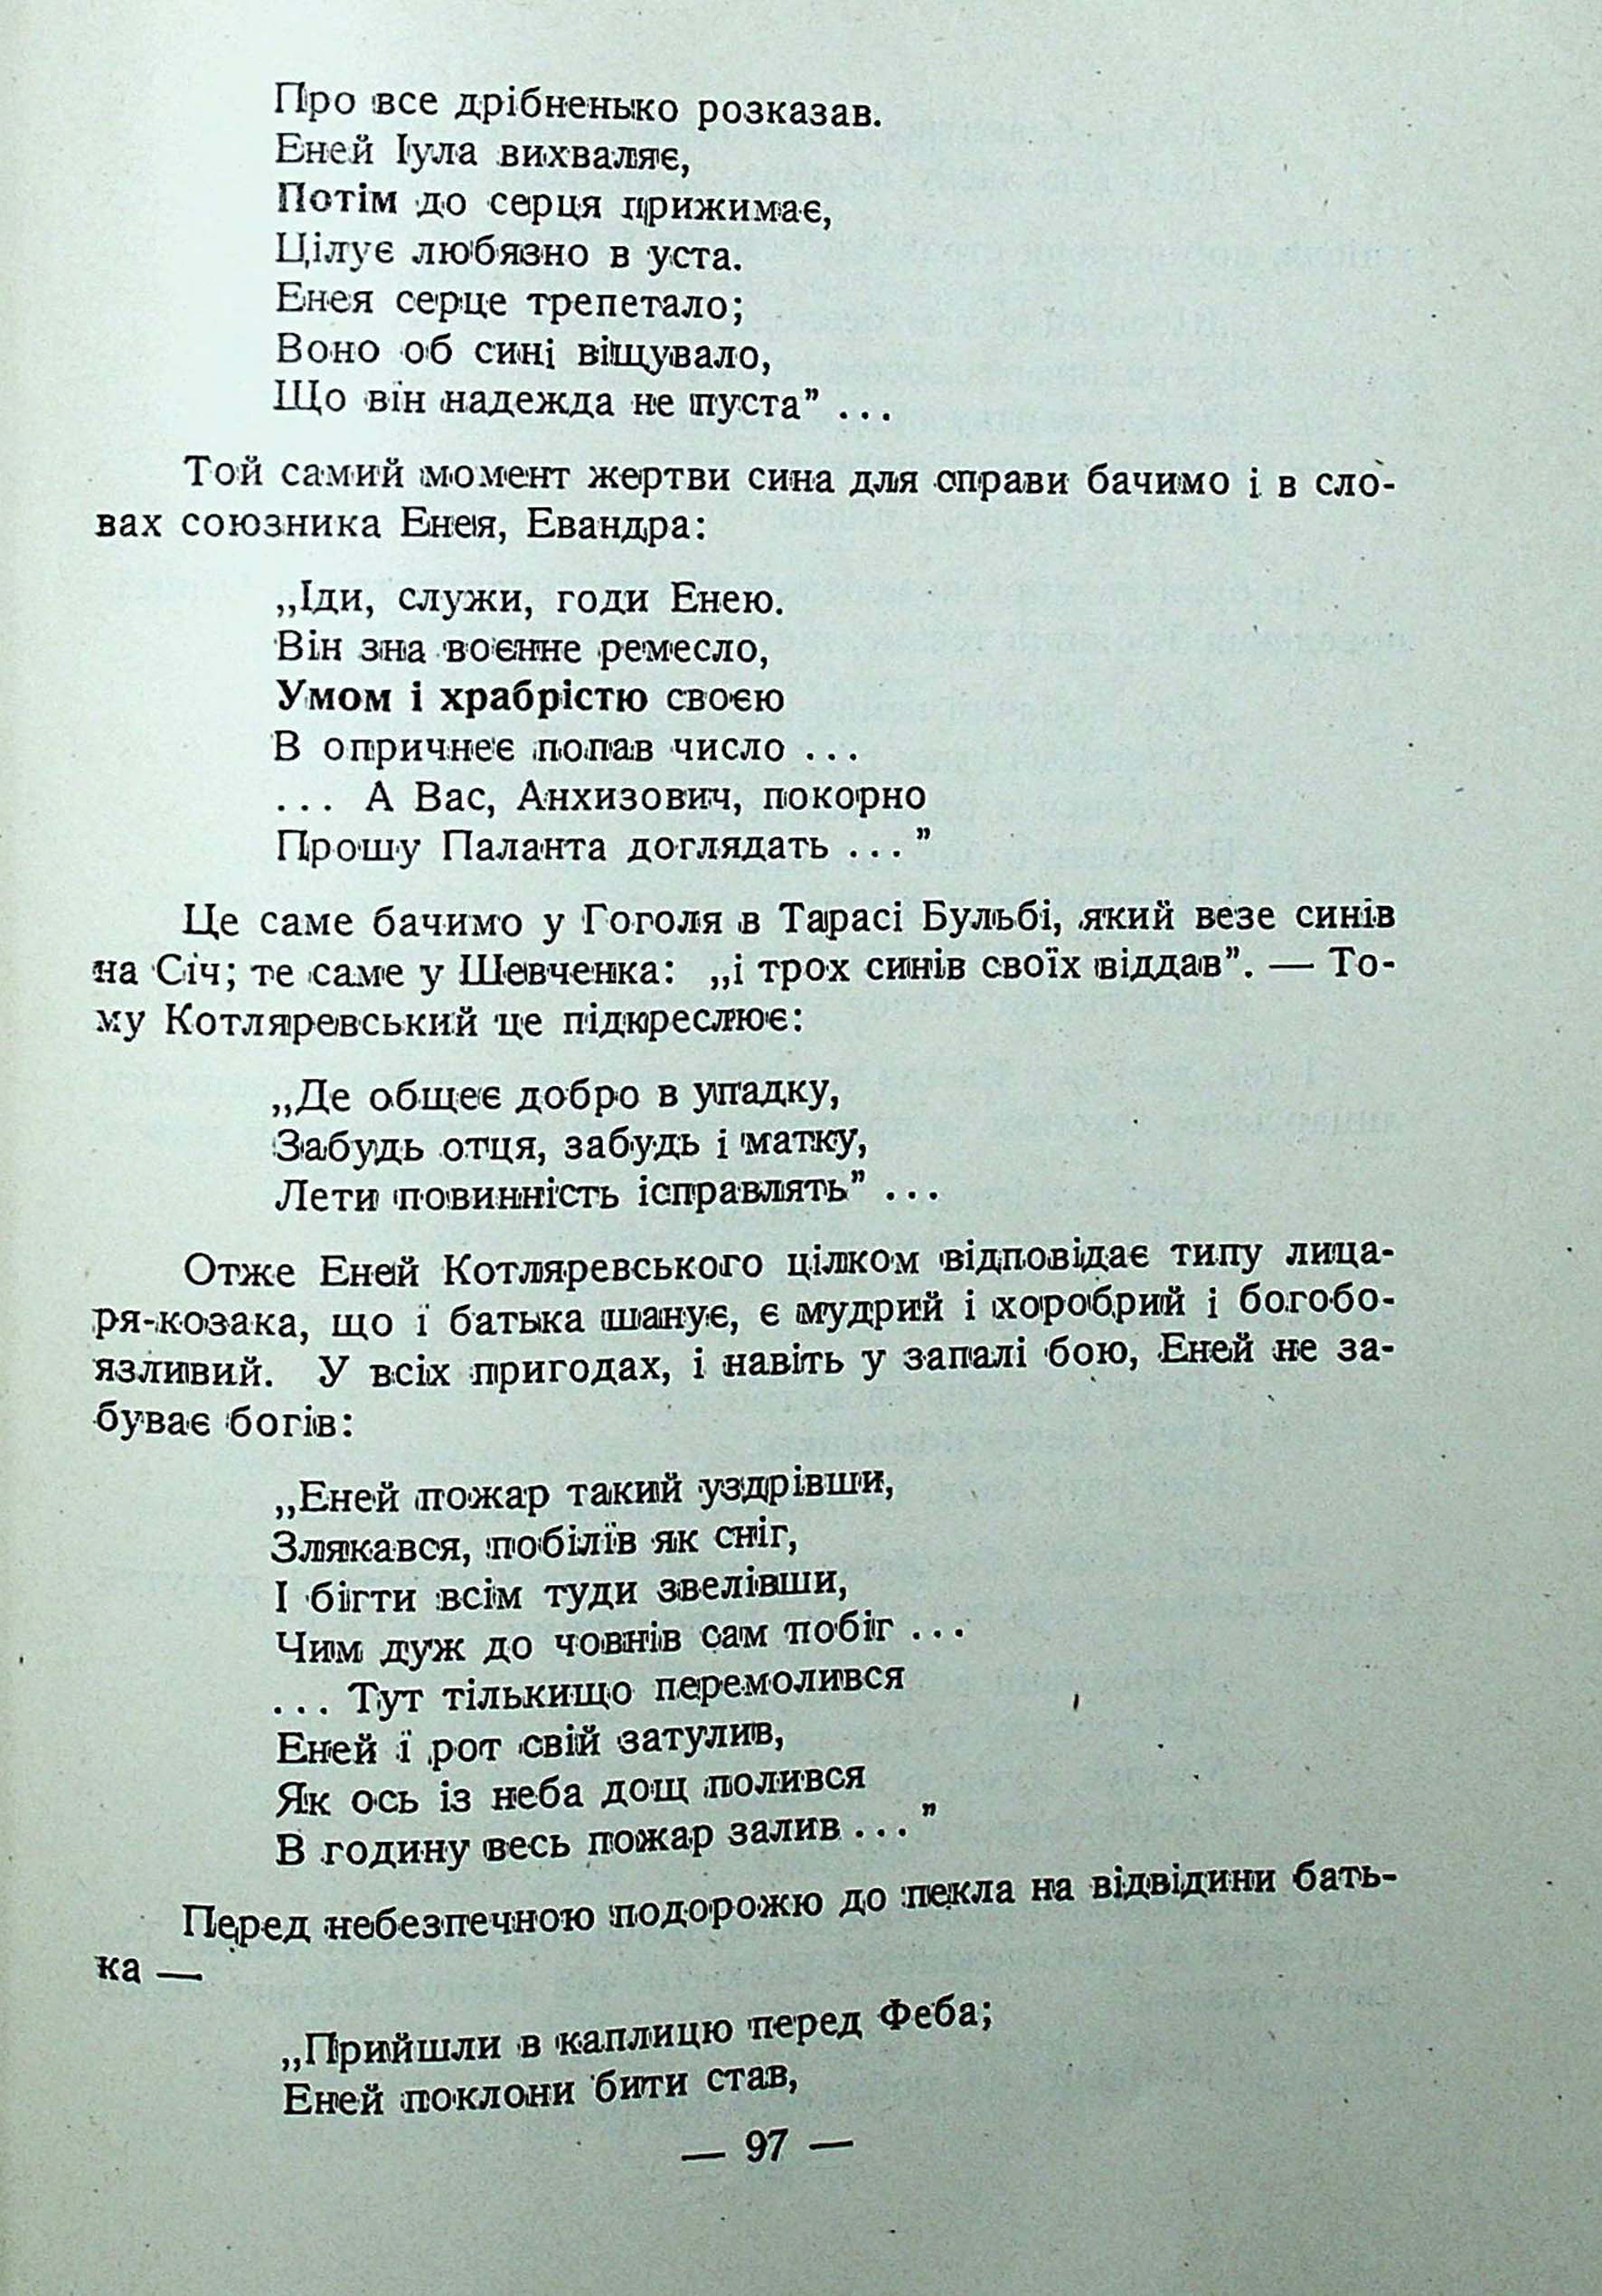 Про все дрібненько розказав.
Еней Іула вихваляє,
Потім до серця прижимає,
Цілує любязно в уста.
Енея серце трепетало;
Воно об сині віщувало,
Що він надежда не пуста” ...
Той самий момент жертви сина для справи бачимо і в сло-
вах союзника Енея, Евандра:
„Іди, служи, годи Енею.
Він зна воєнне ремесло,
Умом і храбрістю своєю
В опричнеє попав число ...
... А Вас, Анхизович, покорно
Прошу Паланта доглядать ...”
Це саме бачимо у Гоголя в Тарасі Бульбі, який везе синів
на Січ; те саме у Шевченка: „і трох синів своїх віддав”. — То-
му Котляревський це підкреслює:
„Де общеє добро в упадку,
Забудь отця, забудь і матку,
Лети повинність ісправлять” ...
Отже Еней Котляревського цілком відповідає типу лица-
ря-козака, що ї батька шанує, є мудрий і хоробрий і богобо-
язливий. У всіх пригодах, і навіть у запалі бою, Еней не за-
буває богів:
„Еней пожар такий уздрівши,
Злякався, побілів як сніг,
І бігти всім туди звелівши,
Чим дуж до човнів сам побіг ...
... Тут тількищо перемолився
Еней ї рот свій затулив,
Як ось із неба дощ полився
В годину весь пожар залив ...”
Перед небезпечною подорожю до пекла на відвідини бать-
ка —
„Прийшли в каплицю перед Феба;
Еней поклони бити став,
— 97 —